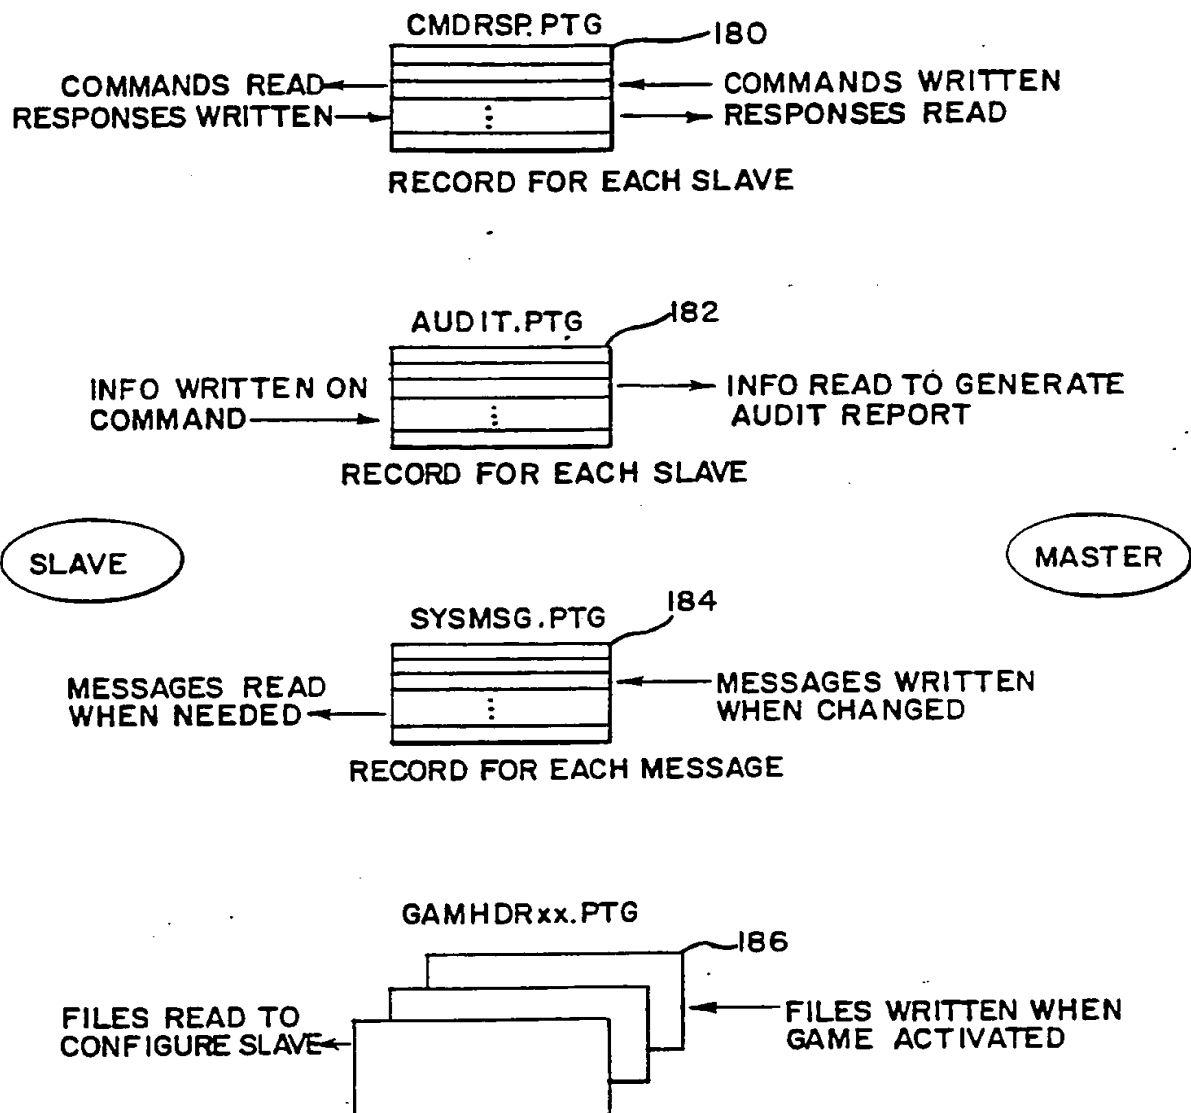 CMDRSP.PTG
180
COMMANDS READ
COMMANDS WRITTEN
RESPONSES WRITTEN
RESPONSES READ
RECORD FOR EACH SLAVE
AUDIT.PTG
182
INFO WRITTEN ON
COMMAND
INFO READ TO GENERATE
AUDIT REPORT
RECORD FOR EACH SLAVE
SLAVE
MASTER
SYSMSG.PTG
184
MESSAGES READ
WHEN NEEDED
MESSAGES WRITTEN
WHEN CHANGED
RECORD FOR EACH MESSAGE
GAMHDRxx.PTG
186
FILES READ TO
CONFIGURE SLAVE
FILES WRITTEN WHEN
GAME ACTIVATED